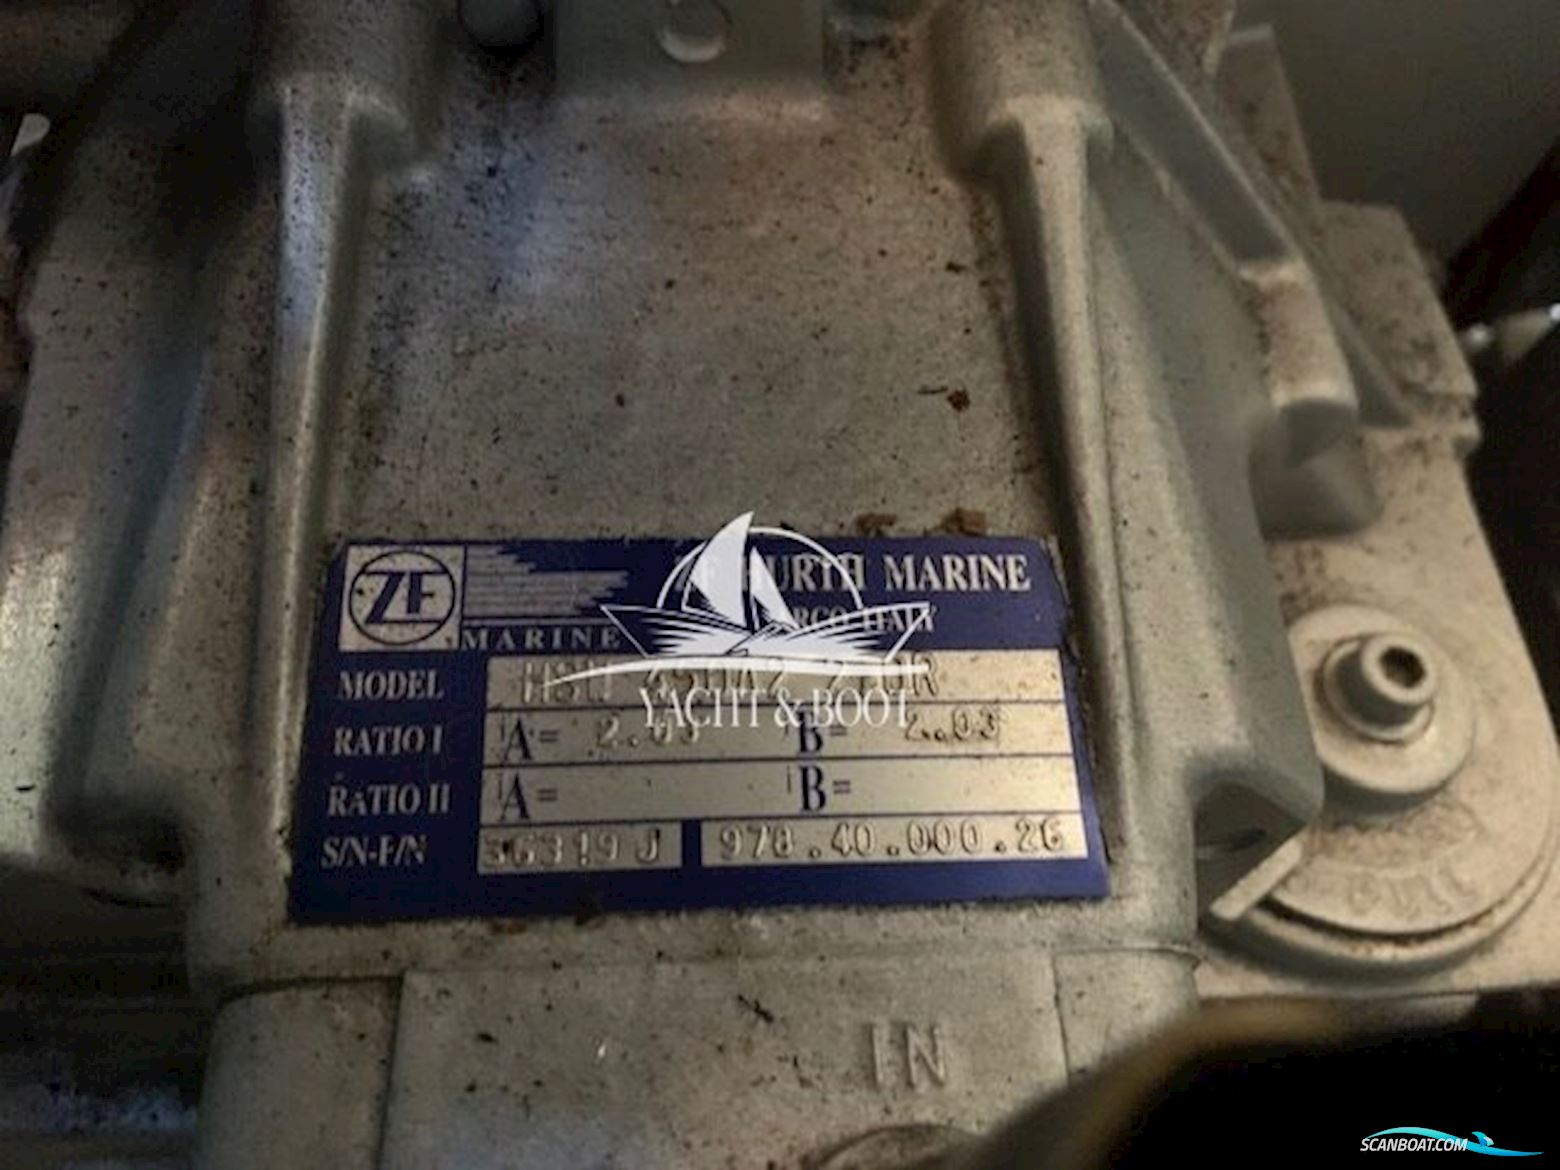 ZF
MARINE
MARINE
ITALY
MODEL
YACHT & BOOT
RATIO I A= 2.03 B= 2.03
RATIO II A= B=
S/N-P/N 978.40.000.26
IN
SCANBOAT.COM